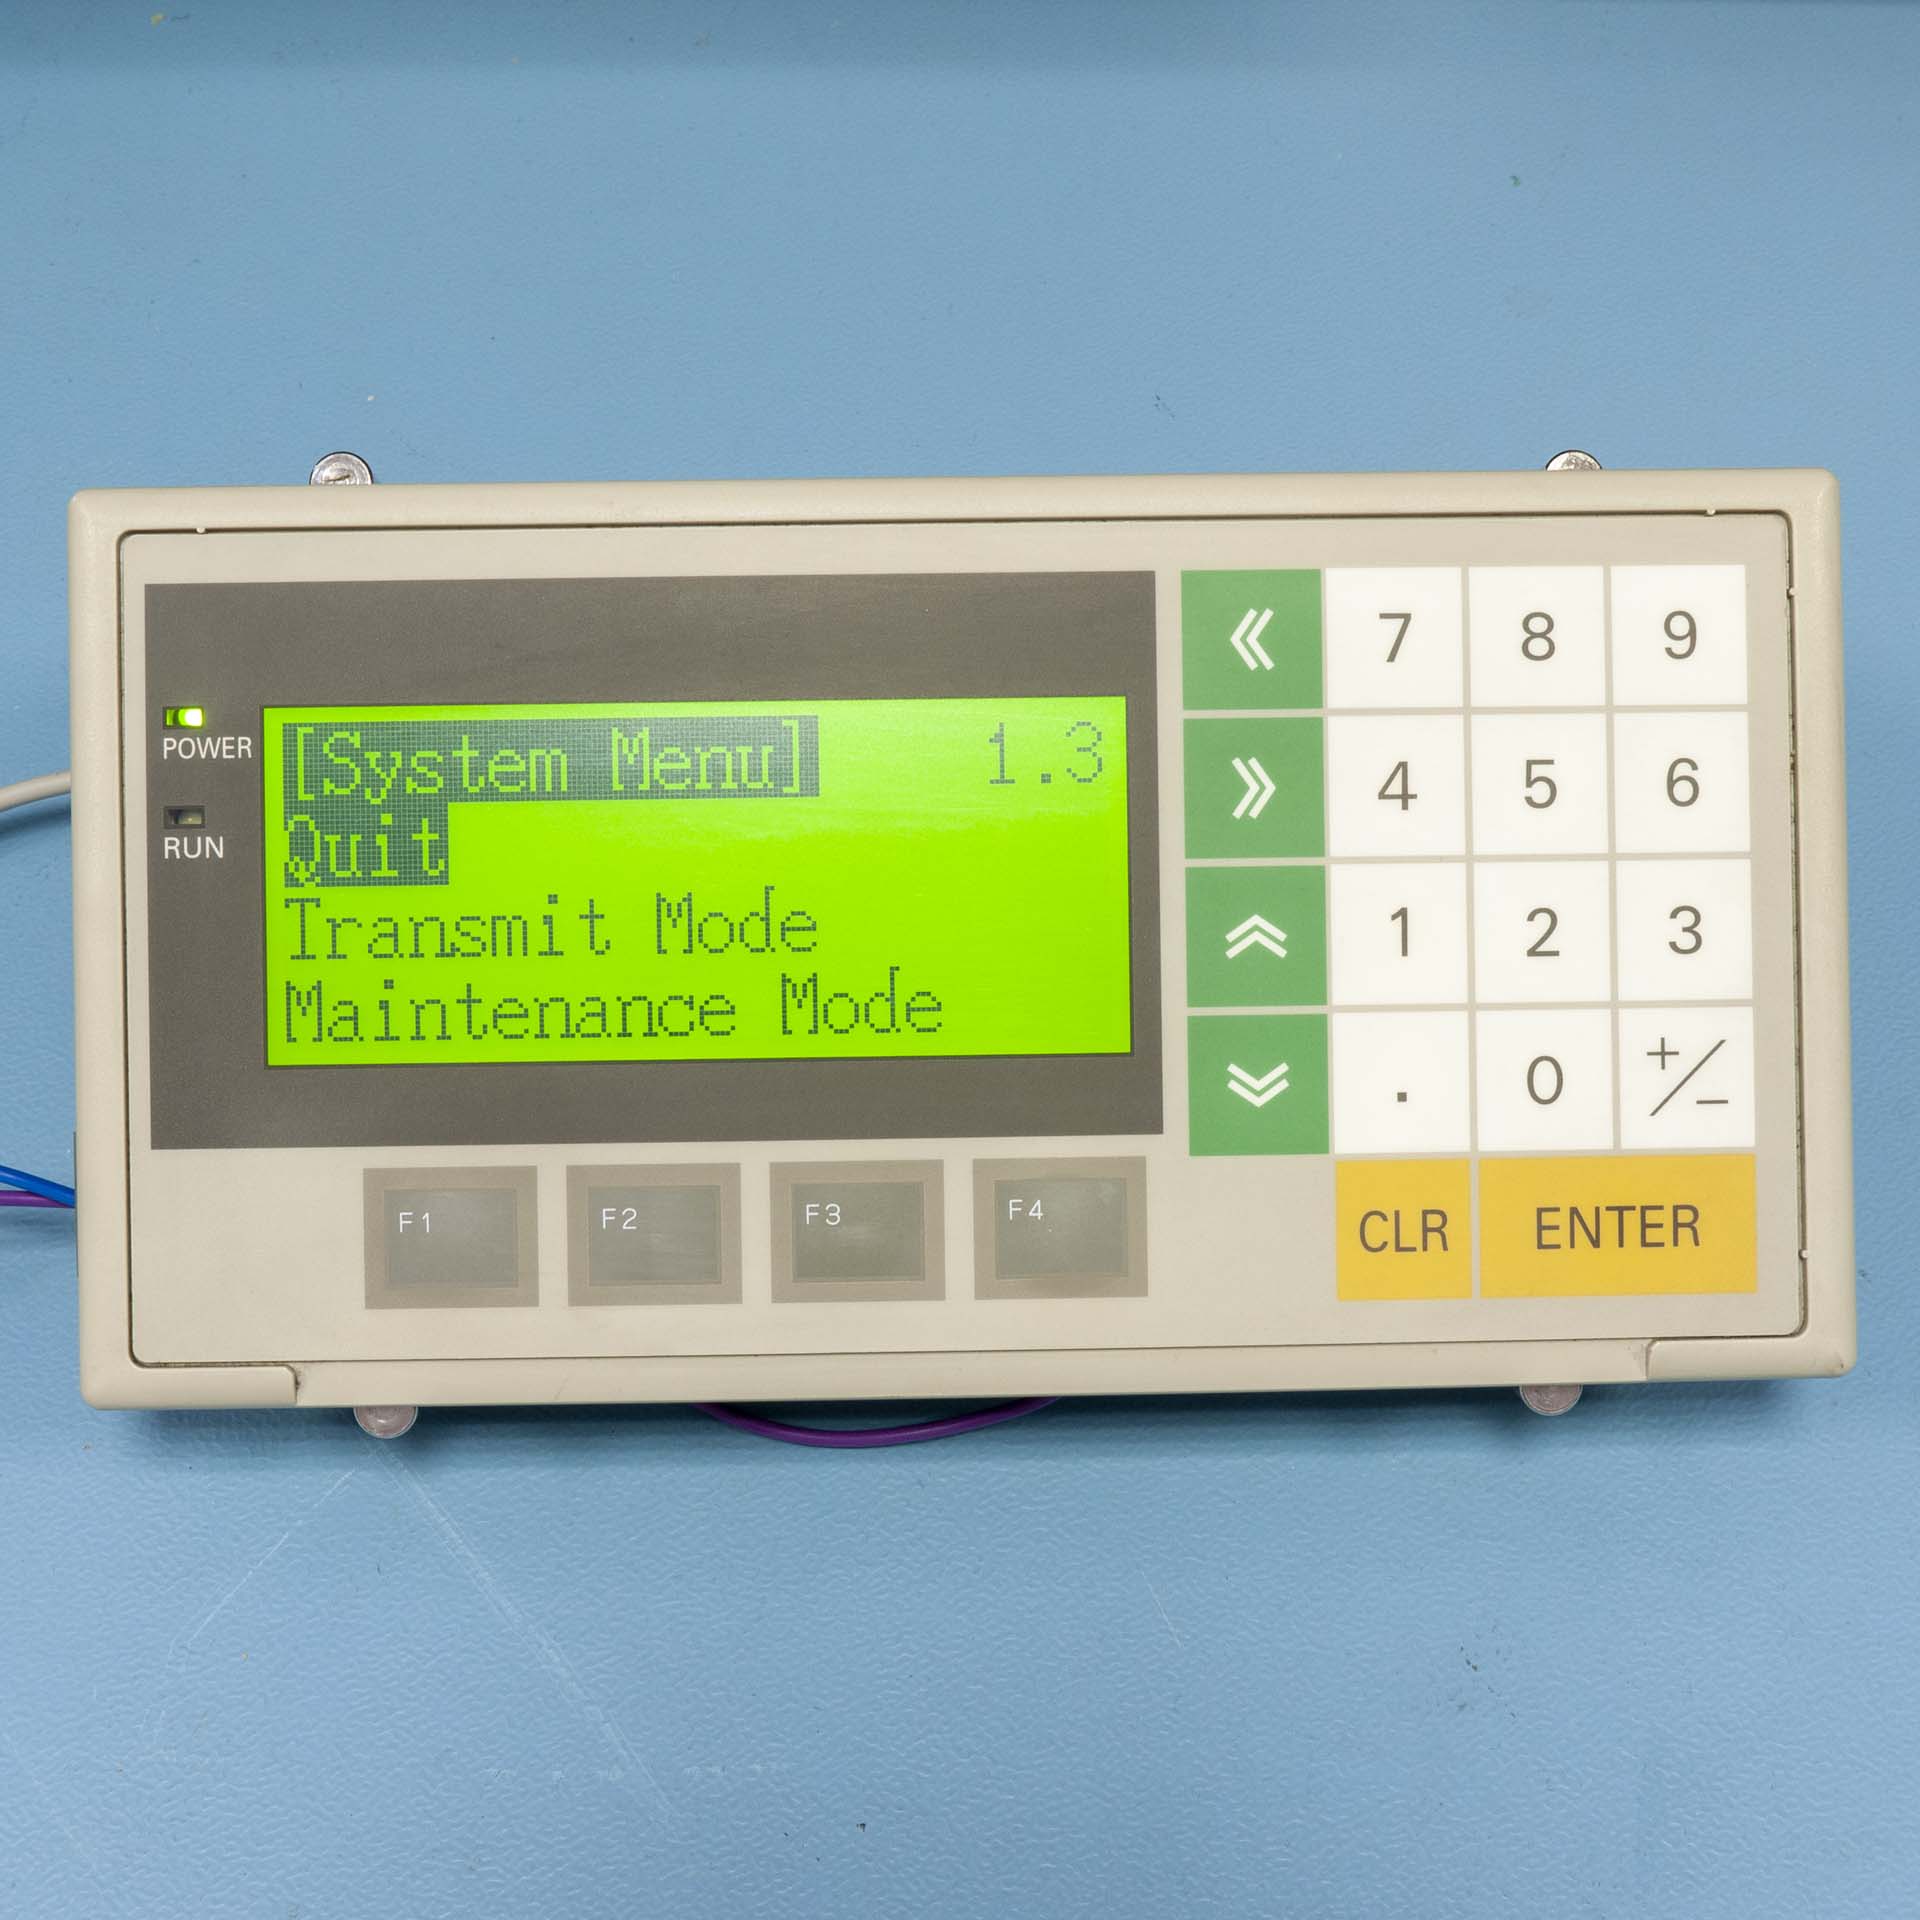 [System Menu] 1.3
Quit
Transmit Mode
Maintenance Mode
POWER
RUN
F1 F2 F3 F4
7 8 9
4 5 6
1 2 3
. 0 +/−
CLR ENTER